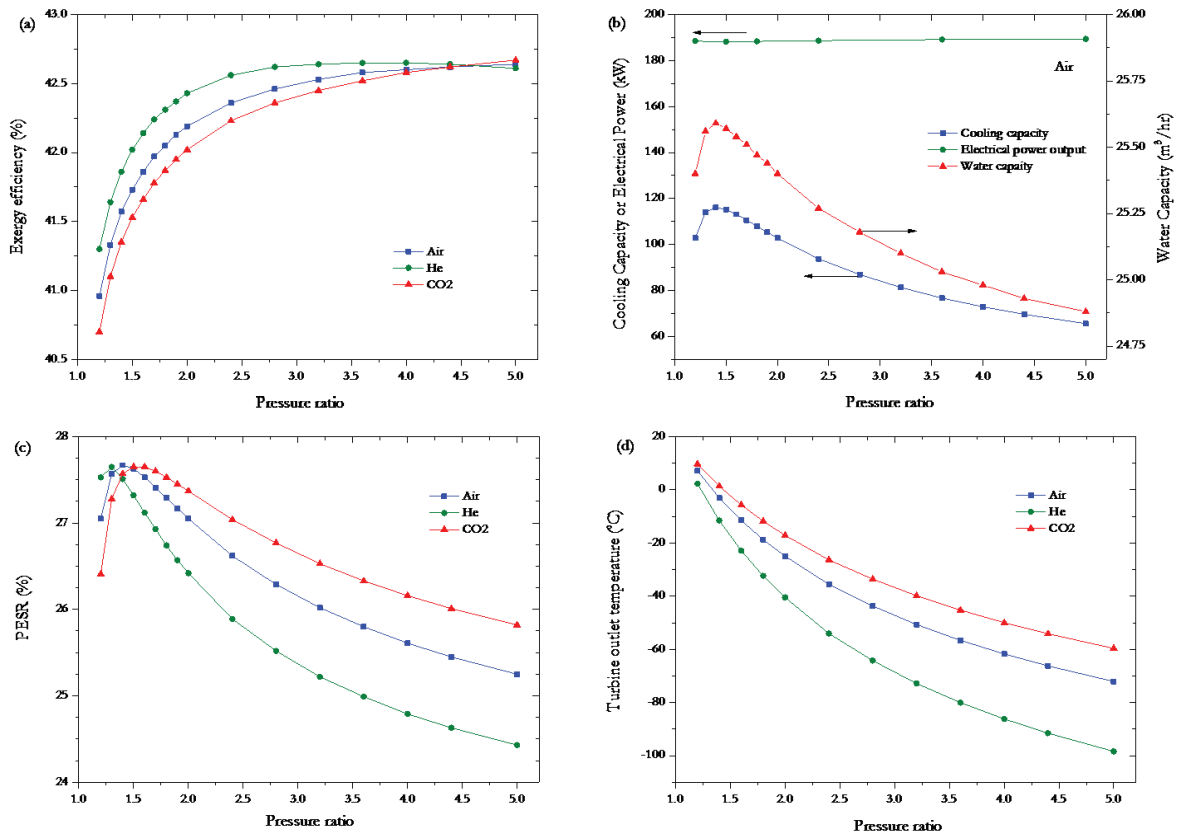 (a)
43.0
42.5
42.0
41.5
41.0
40.5
Exergy efficiency (%)
Air
He
CO2
1.0 1.5 2.0 2.5 3.0 3.5 4.0 4.5 5.0
Pressure ratio
(b)
200
180
160
140
120
100
80
60
Cooling Capacity or Electrical Power (kW)
Air
Cooling capacity
Electrical power output
Water capaity
26.00
25.75
25.50
25.25
25.00
24.75
Water Capacity (m³/hr)
1.0 1.5 2.0 2.5 3.0 3.5 4.0 4.5 5.0
Pressure ratio
(c)
28
27
26
25
24
PESR (%)
Air
He
CO2
1.0 1.5 2.0 2.5 3.0 3.5 4.0 4.5 5.0
Pressure ratio
(d)
20
0
-20
-40
-60
-80
-100
Turbine outlet temperature (°C)
Air
He
CO2
1.0 1.5 2.0 2.5 3.0 3.5 4.0 4.5 5.0
Pressure ratio